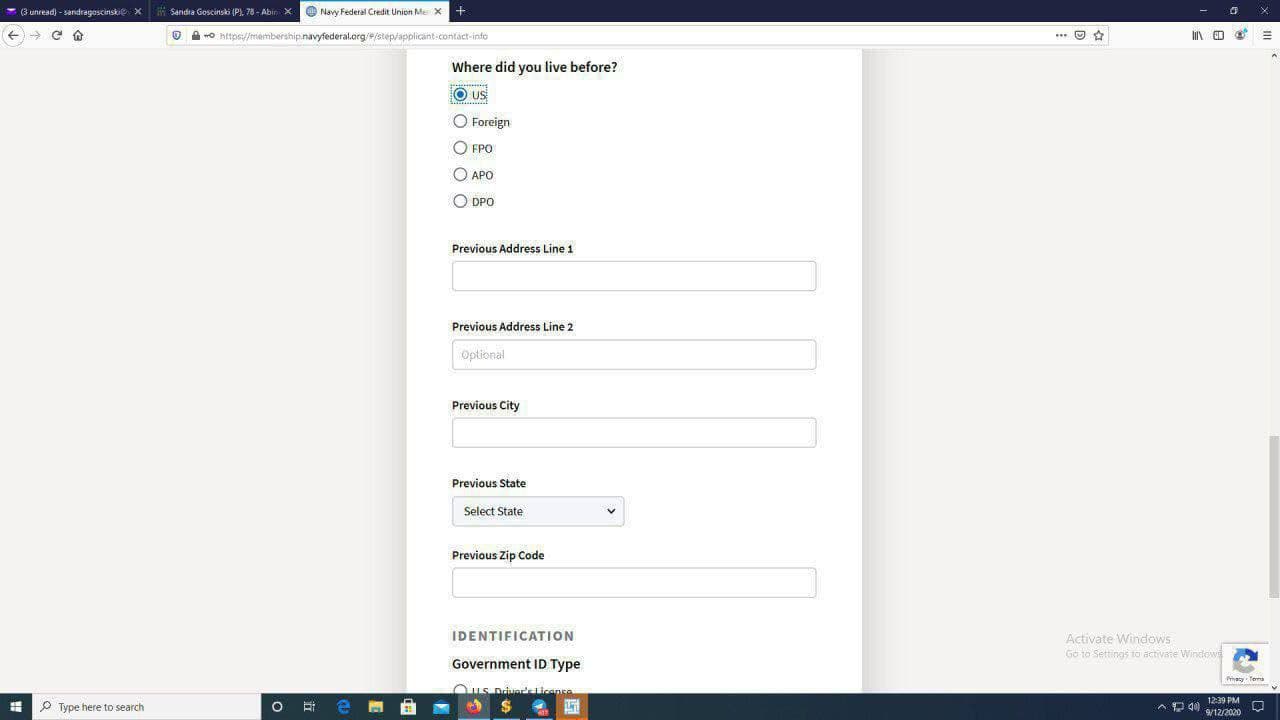 (3 unread) - sandragoscinski@
Sandra Goscinski (P), 78 - Abin
Navy Federal Credit Union Mer
https://membership.navyfederal.org/#/step/applicant-contact-info
Where did you live before?
US
Foreign
FPO
APO
DPO
Previous Address Line 1
Previous Address Line 2
Optional
Previous City
Previous State
Select State
Previous Zip Code
IDENTIFICATION
Government ID Type
U.S. Driver's License
Activate Windows
Go to Settings to activate Windows
Privacy - Terms
Type here to search
12:39 PM
9/12/2020